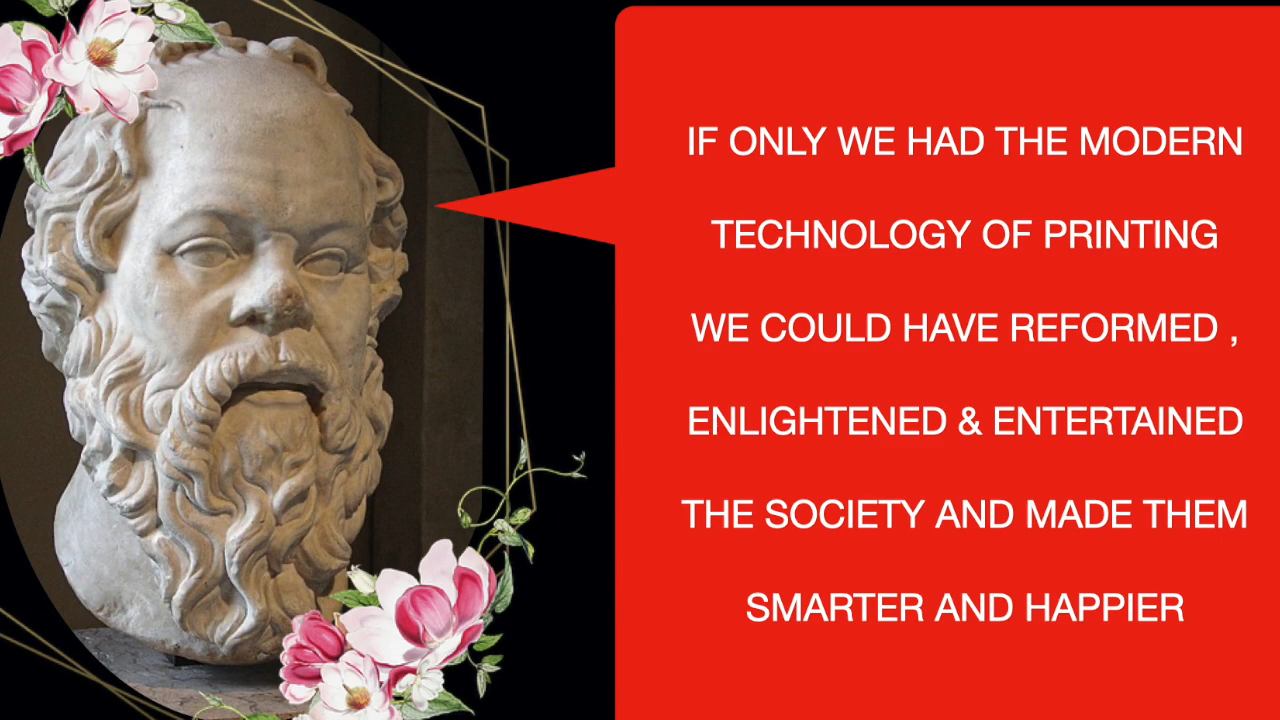 IF ONLY WE HAD THE MODERN
TECHNOLOGY OF PRINTING
WE COULD HAVE REFORMED ,
ENLIGHTENED & ENTERTAINED
THE SOCIETY AND MADE THEM
SMARTER AND HAPPIER